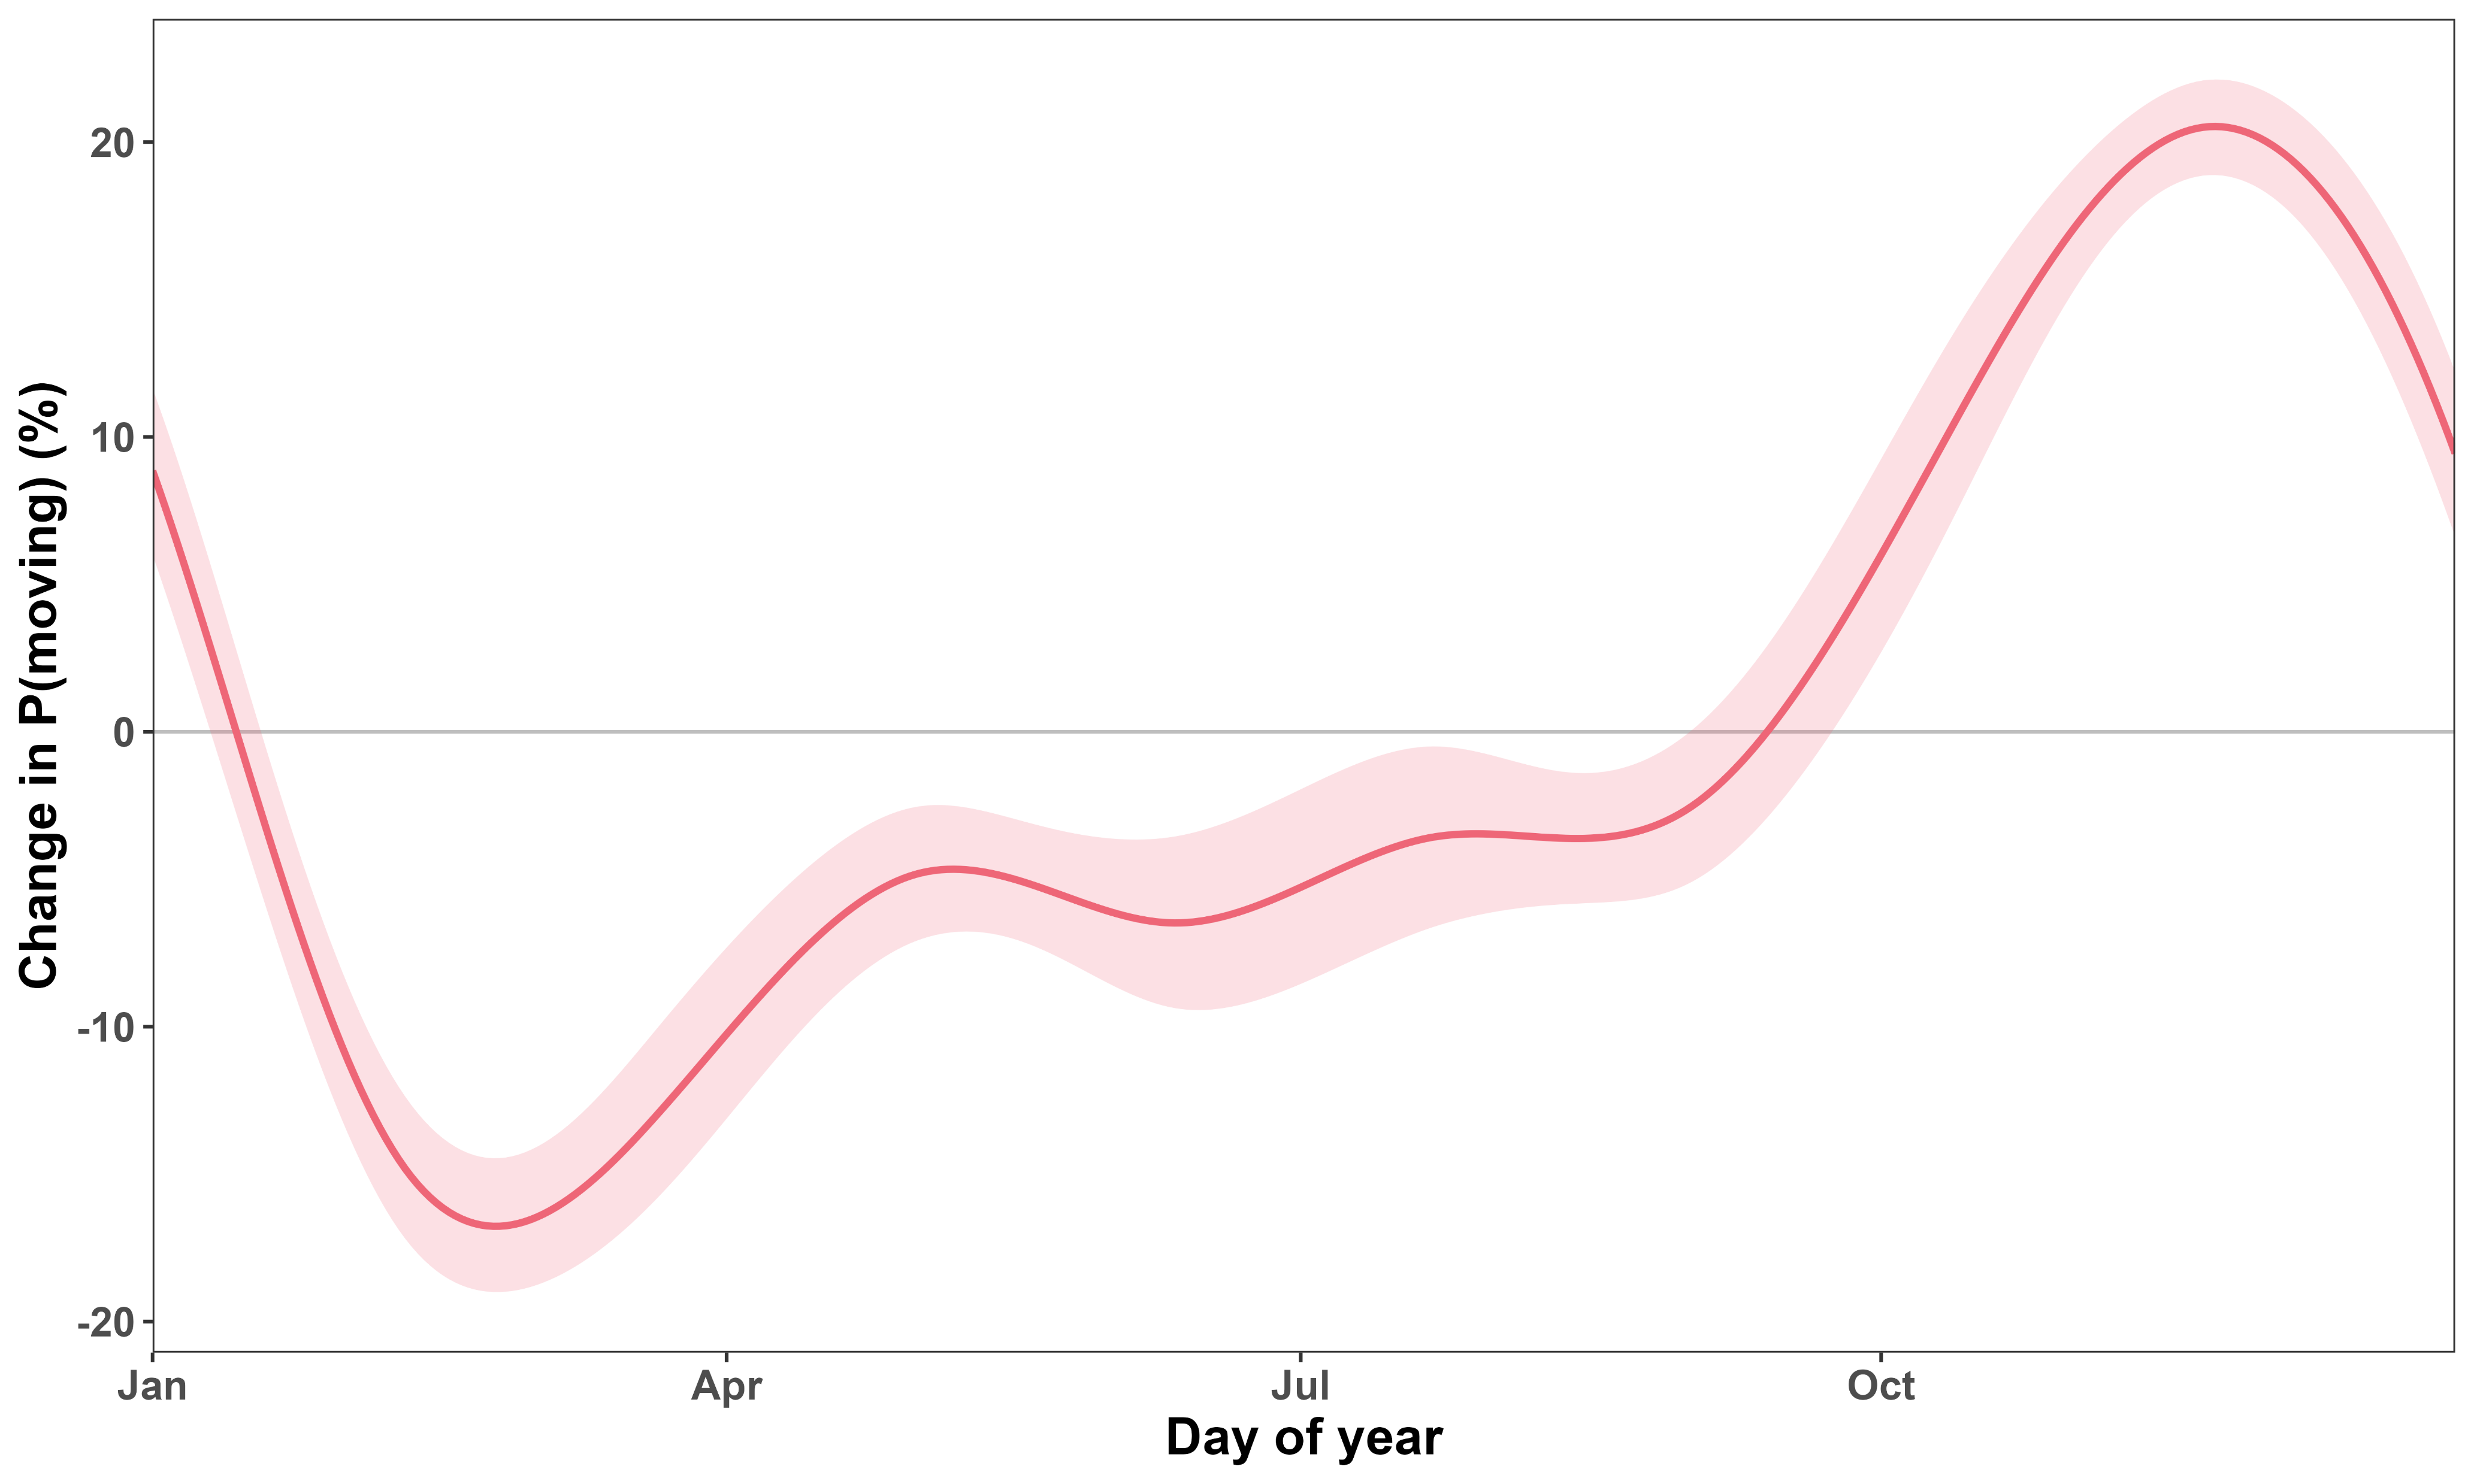 Change in P(moving) (%)
20
10
0
-10
-20
Jan Apr Jul Oct
Day of year